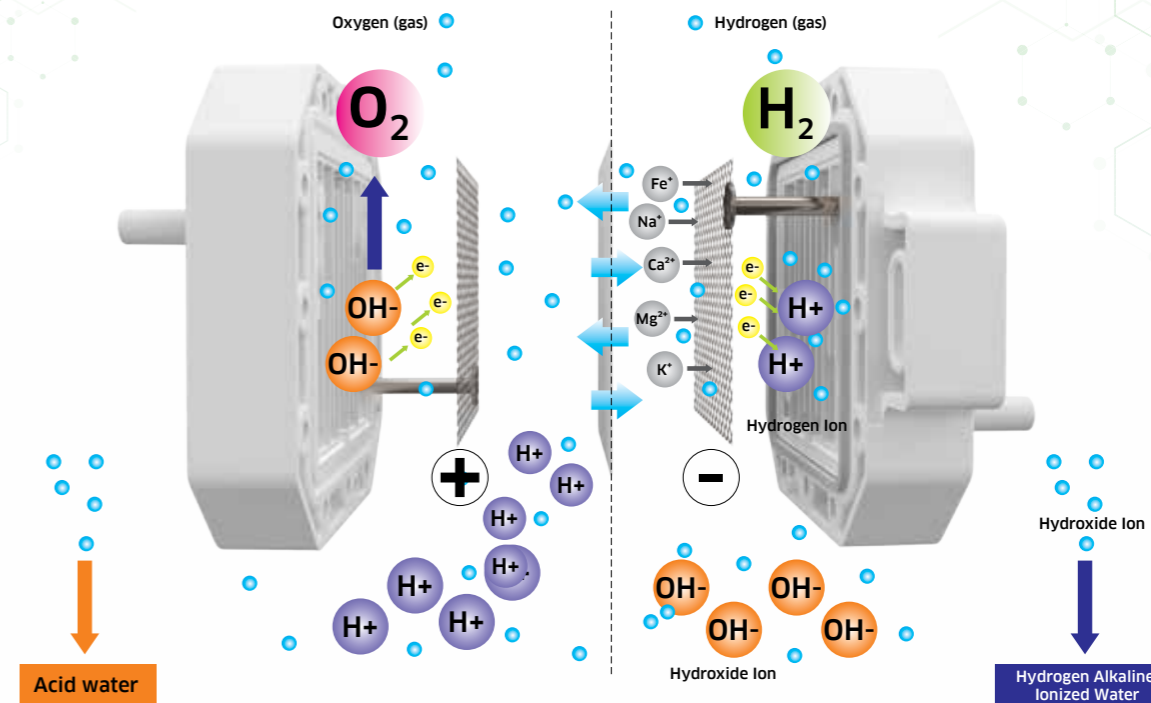 Oxygen (gas)
Hydrogen (gas)
O₂
H₂
Fe⁺
Na⁺
Ca²⁺
Mg²⁺
K⁺
e-
e-
e-
OH-
OH-
e-
e-
e-
H+
H+
Hydrogen Ion
+
-
H+
H+
H+
H+
H+
H+
H+
OH-
OH-
OH-
OH-
Hydroxide Ion
Hydroxide Ion
Acid water
Hydrogen Alkaline
Ionized Water